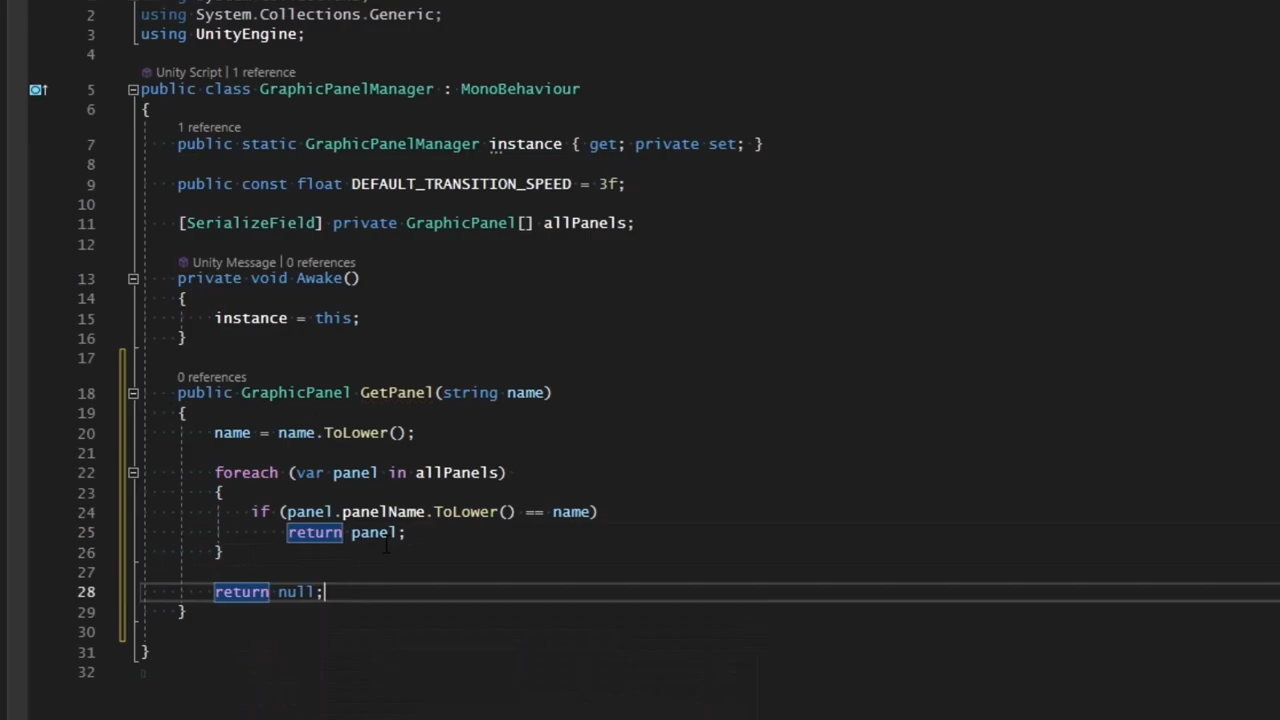 2 using System.Collections.Generic;
3 using UnityEngine;
4
Unity Script | 1 reference
5 public class GraphicPanelManager : MonoBehaviour
6 {
1 reference
7 public static GraphicPanelManager instance { get; private set; }
8
9 public const float DEFAULT_TRANSITION_SPEED = 3f;
10
11 [SerializeField] private GraphicPanel[] allPanels;
12
Unity Message | 0 references
13 private void Awake()
14 {
15 instance = this;
16 }
17
0 references
18 public GraphicPanel GetPanel(string name)
19 {
20 name = name.ToLower();
21
22 foreach (var panel in allPanels)
23 {
24 if (panel.panelName.ToLower() == name)
25 return panel;
26 }
27
28 return null;
29 }
30
31 }
32